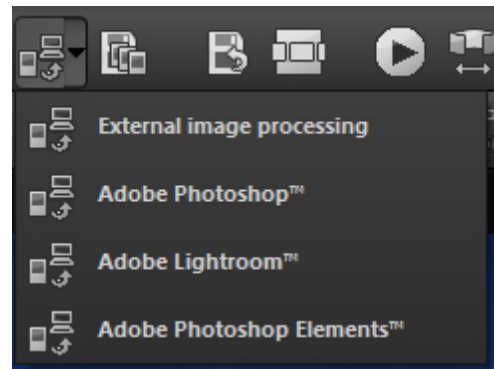 External image processing
Adobe Photoshop™
Adobe Lightroom™
Adobe Photoshop Elements™